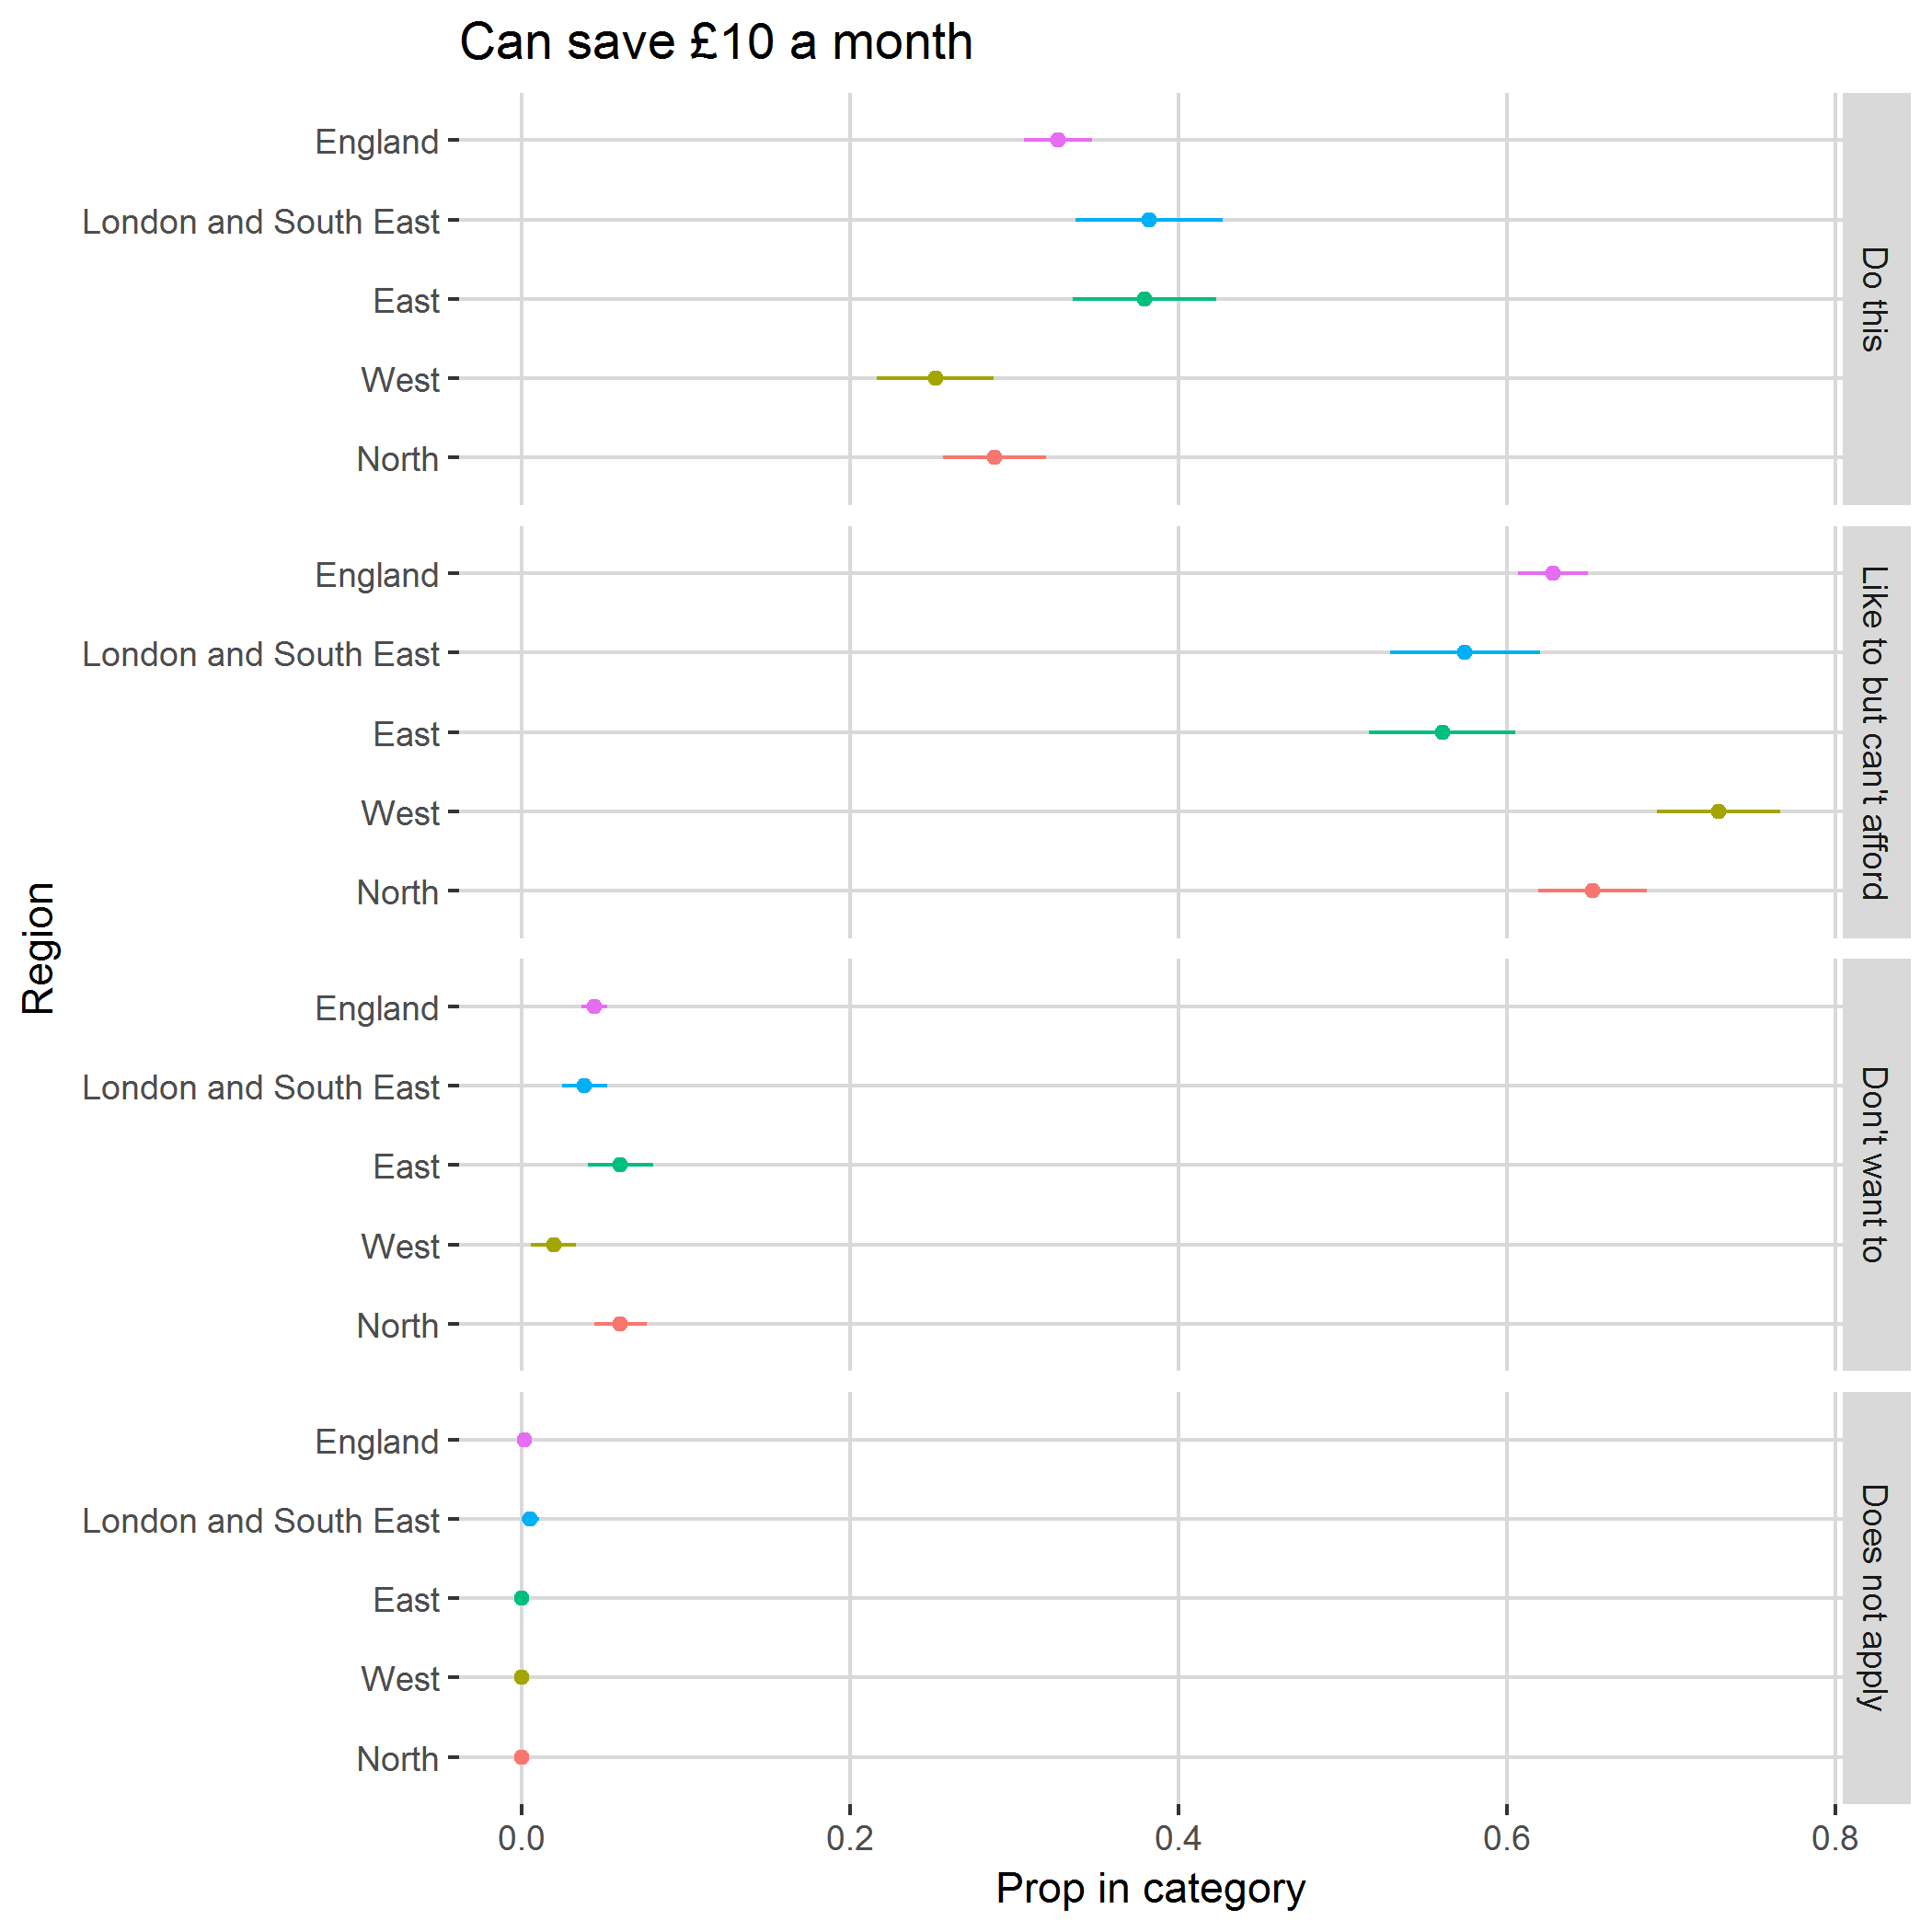 Can save £10 a month
England
London and South East
East
West
North
Do this
England
London and South East
East
West
North
Like to but can't afford
England
London and South East
East
West
North
Don't want to
England
London and South East
East
West
North
Does not apply
Region
0.0 0.2 0.4 0.6 0.8
Prop in category